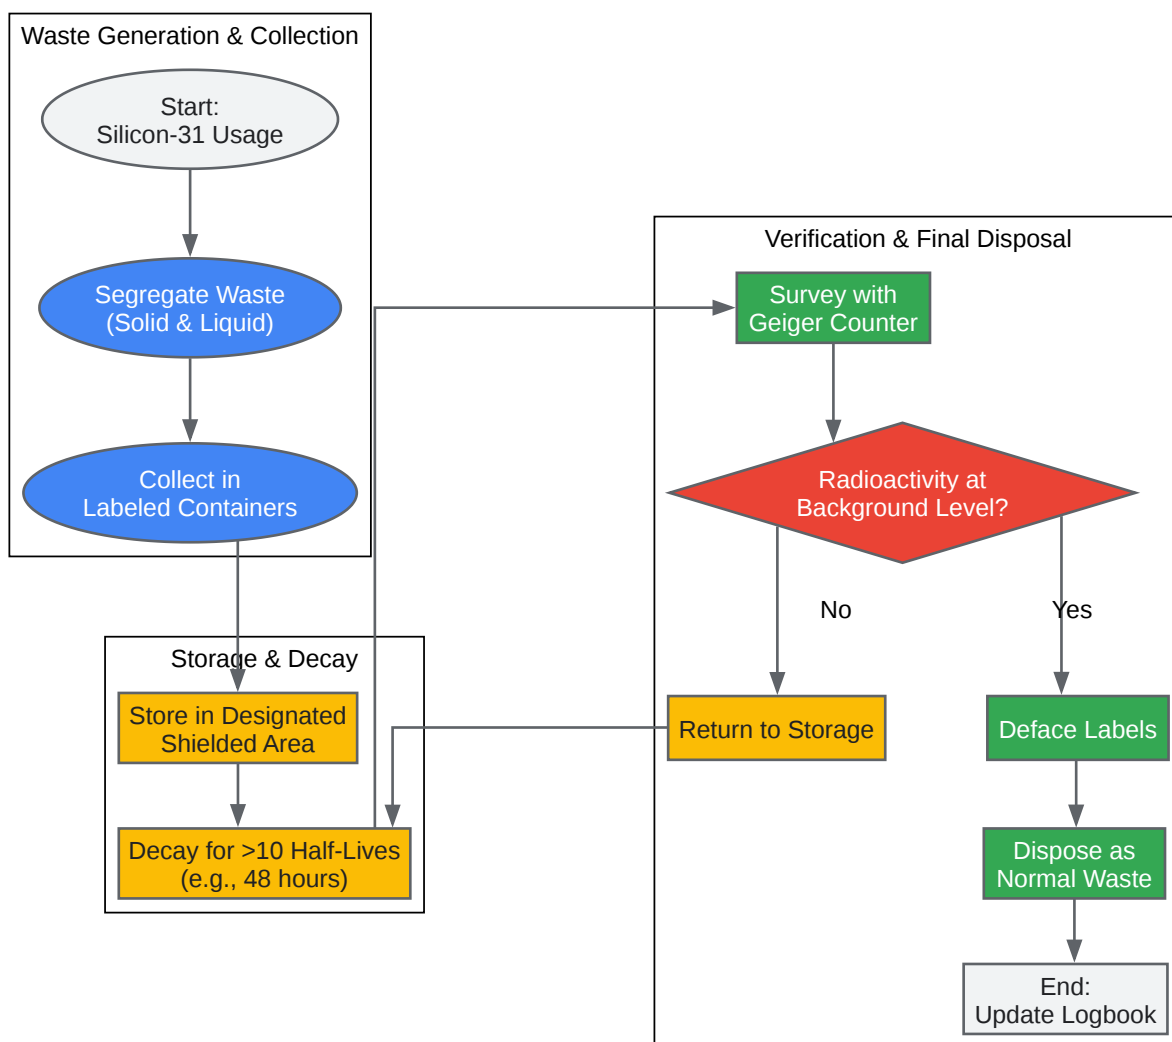 Waste Generation & Collection
Start:
Silicon-31 Usage
Segregate Waste
(Solid & Liquid)
Collect in
Labeled Containers
Storage & Decay
Store in Designated
Shielded Area
Decay for >10 Half-Lives
(e.g., 48 hours)
Verification & Final Disposal
Survey with
Geiger Counter
Radioactivity at
Background Level?
No
Yes
Return to Storage
Deface Labels
Dispose as
Normal Waste
End:
Update Logbook